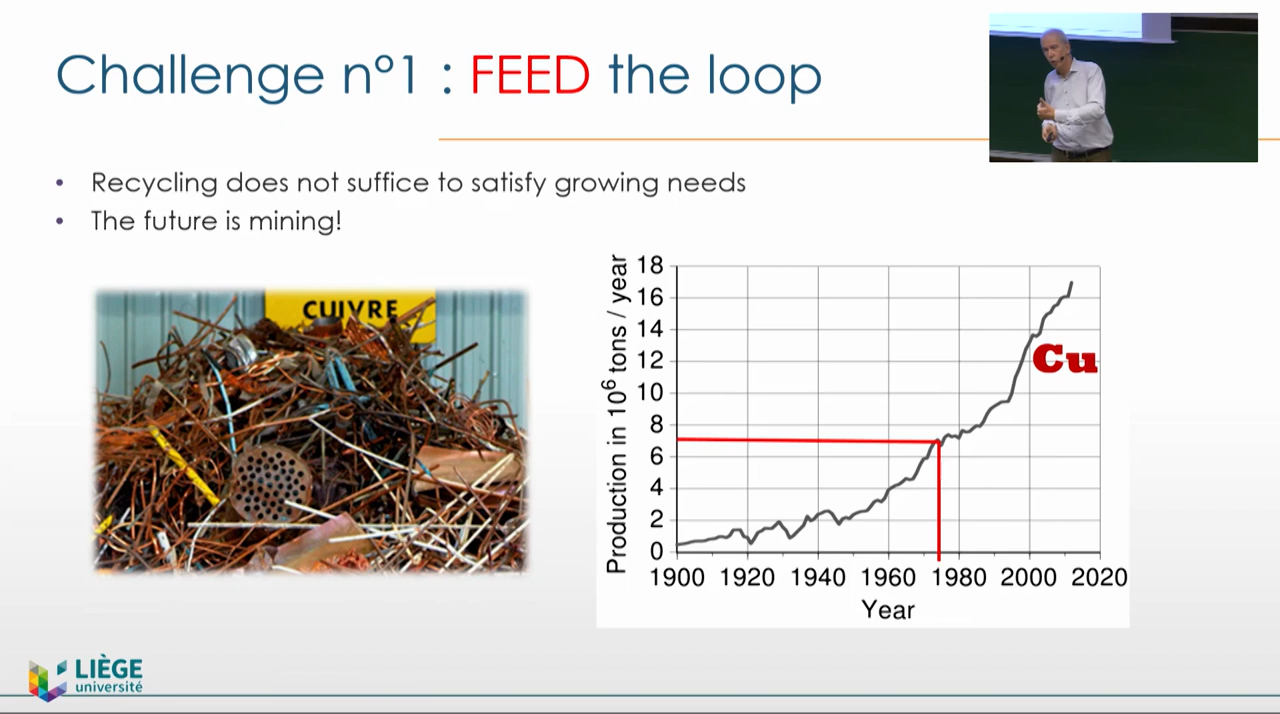 Challenge n°1 : FEED the loop
• Recycling does not suffice to satisfy growing needs
• The future is mining!
CUIVRE
Production in 10⁶ tons / year
18
16
14
12
10
8
6
4
2
0
Cu
1900 1920 1940 1960 1980 2000 2020
Year
LIÈGE
université